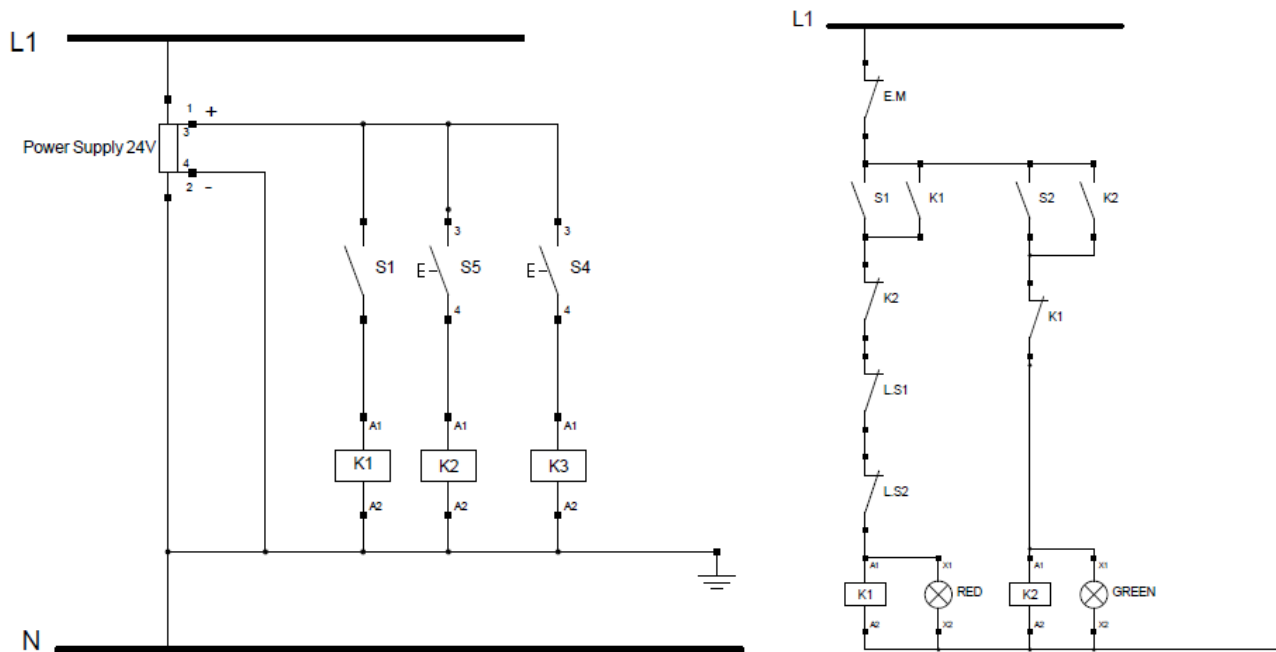 L1
1
+
3
Power Supply 24V
4
2
-
3
3
S1
E
S5
E
S4
4
4
A1
A1
A1
K1
K2
K3
A2
A2
A2
N
L1
E.M
S1
K1
S2
K2
K2
K1
L.S1
L.S2
A1
X1
A1
X1
K1
RED
K2
GREEN
A2
X2
A2
X2